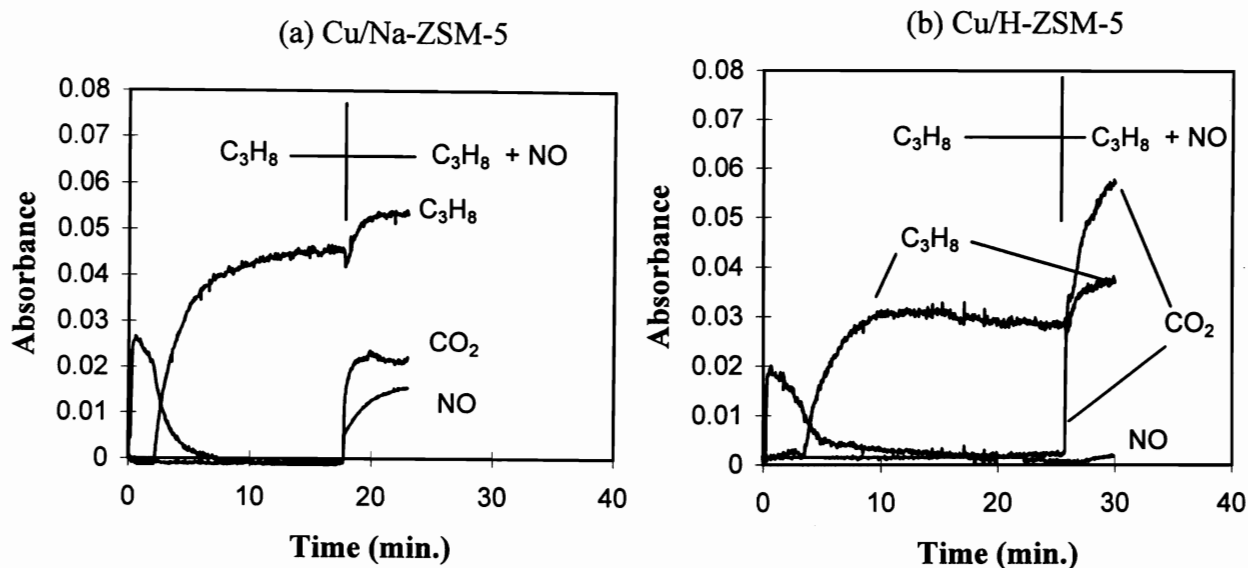 (a) Cu/Na-ZSM-5
0.08
0.07
0.06
0.05
0.04
0.03
0.02
0.01
0
Absorbance
C₃H₈
C₃H₈ + NO
C₃H₈
CO₂
NO
0
10
20
30
40
Time (min.)
(b) Cu/H-ZSM-5
0.08
0.07
0.06
0.05
0.04
0.03
0.02
0.01
0
Absorbance
C₃H₈
C₃H₈ + NO
C₃H₈
CO₂
NO
0
10
20
30
40
Time (min.)